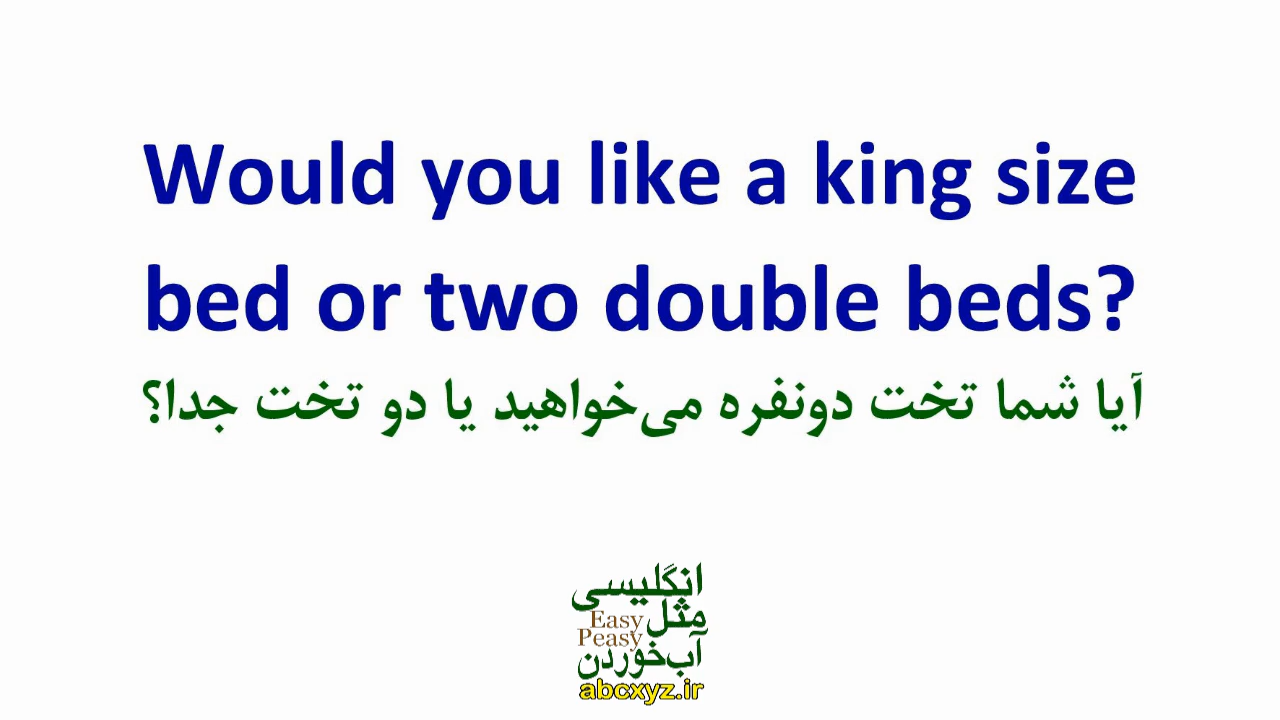 Would you like a king size
bed or two double beds?
آیا شما تخت دونفره می‌خواهید یا دو تخت جدا؟
انگلیسی
مثل
Easy
Peasy
آب‌خوردن
abcxyz.ir